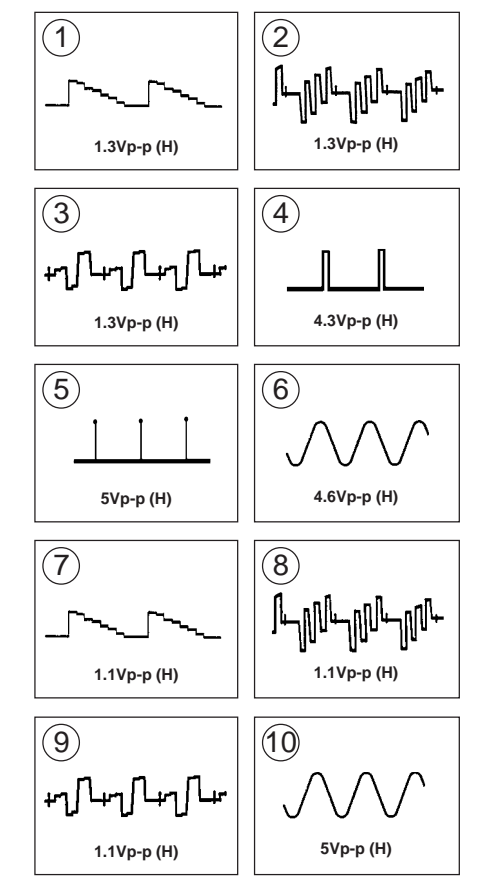 1
1.3Vp-p (H)
2
1.3Vp-p (H)
3
1.3Vp-p (H)
4
4.3Vp-p (H)
5
5Vp-p (H)
6
4.6Vp-p (H)
7
1.1Vp-p (H)
8
1.1Vp-p (H)
9
1.1Vp-p (H)
10
5Vp-p (H)